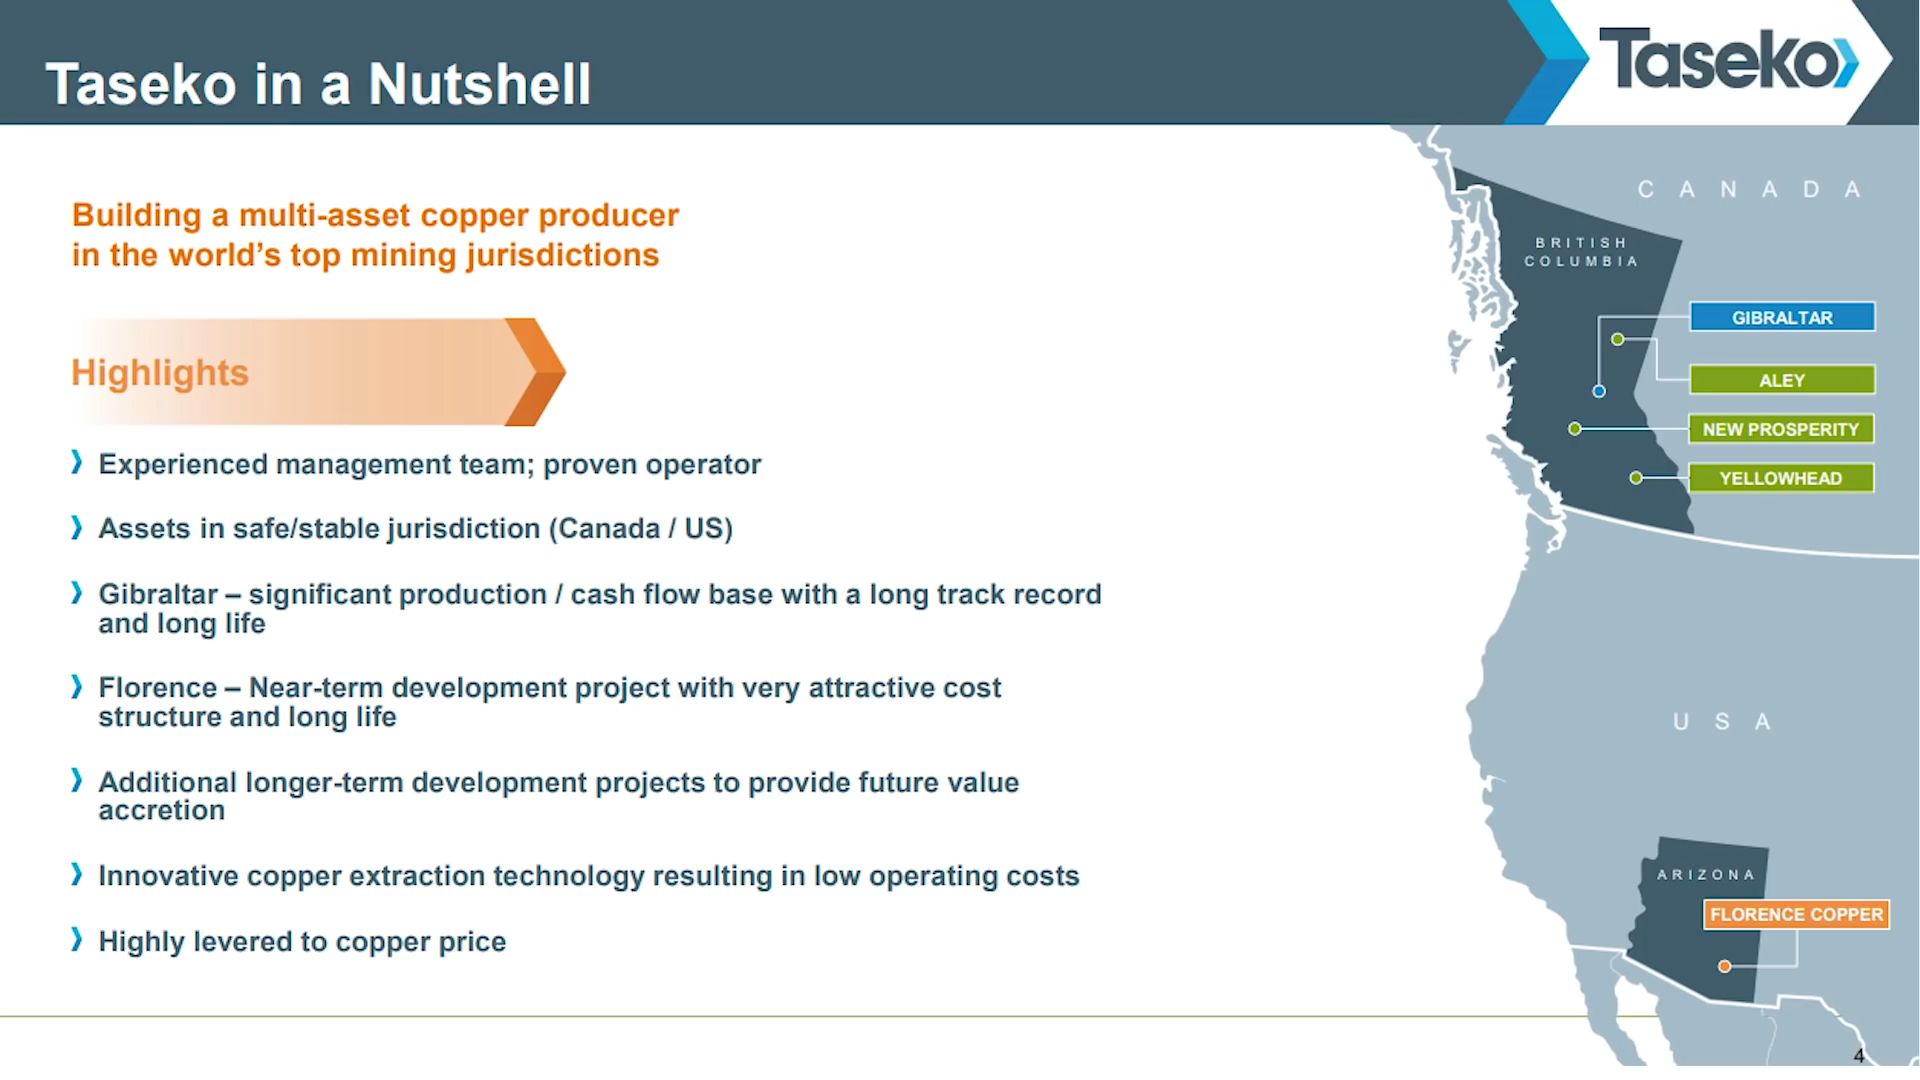 Taseko in a Nutshell
Taseko
Building a multi-asset copper producer
in the world’s top mining jurisdictions
Highlights
Experienced management team; proven operator
Assets in safe/stable jurisdiction (Canada / US)
Gibraltar – significant production / cash flow base with a long track record
and long life
Florence – Near-term development project with very attractive cost
structure and long life
Additional longer-term development projects to provide future value
accretion
Innovative copper extraction technology resulting in low operating costs
Highly levered to copper price
CANADA
BRITISH
COLUMBIA
GIBRALTAR
ALEY
NEW PROSPERITY
YELLOWHEAD
USA
ARIZONA
FLORENCE COPPER
4